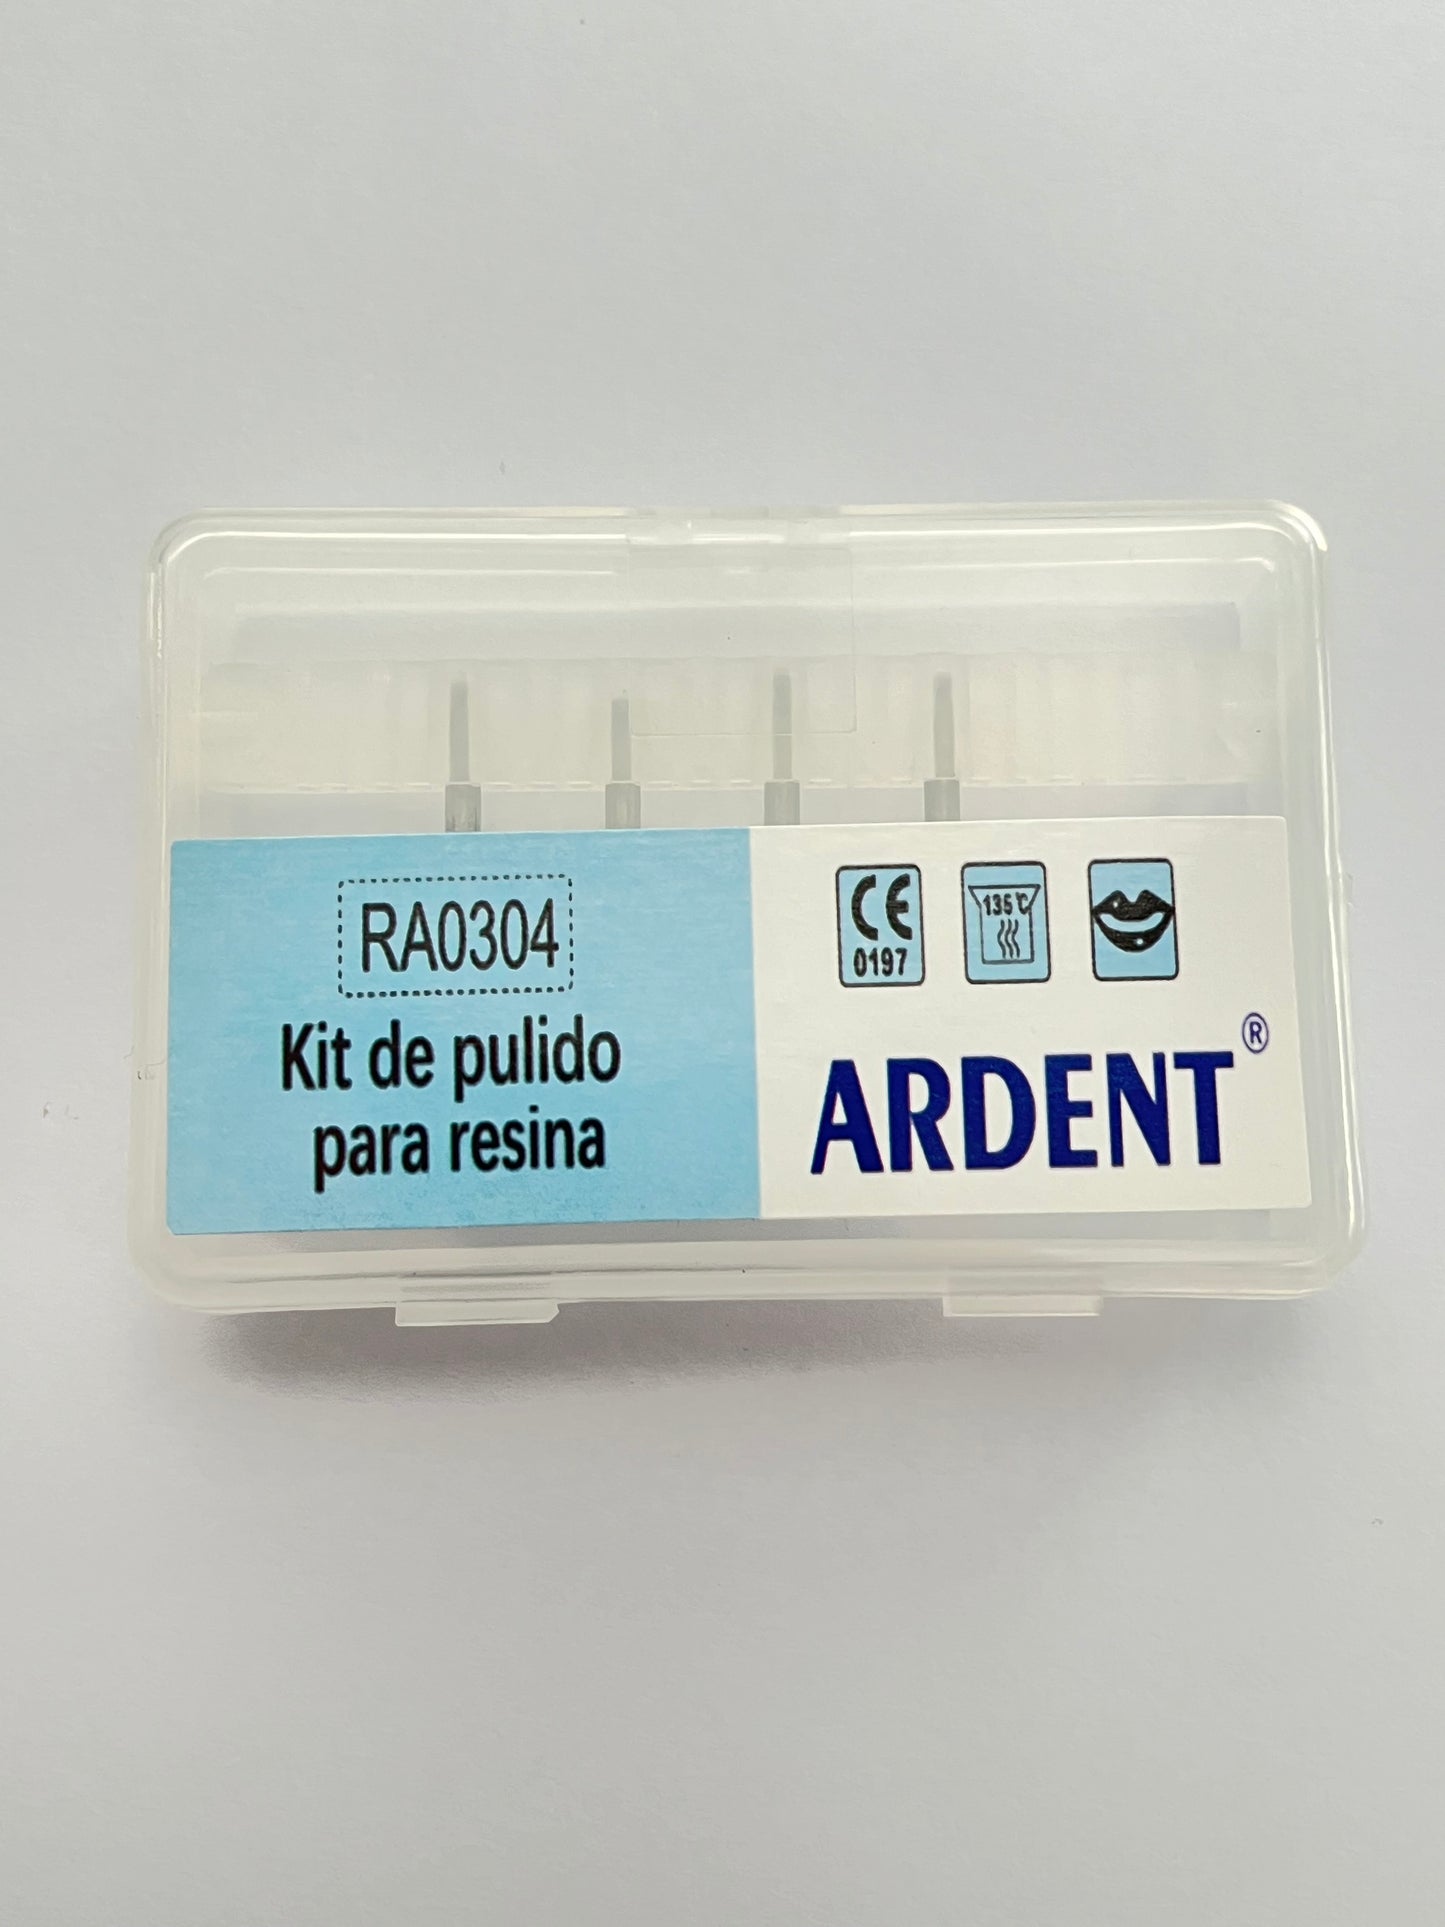 RA0304
Kit de pulido
para resina
CE
0197
135℃
ARDENT®